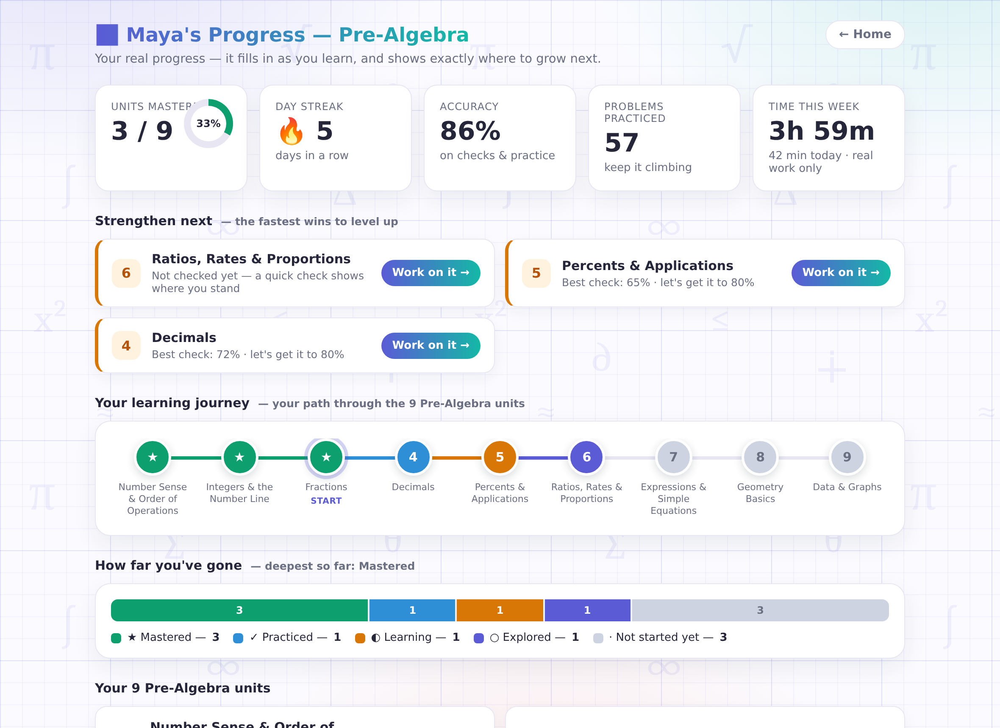 Maya's Progress — Pre-Algebra
← Home
Your real progress — it fills in as you learn, and shows exactly where to grow next.
UNITS MASTER
3 / 9
33%
DAY STREAK
🔥 5
days in a row
ACCURACY
86%
on checks & practice
PROBLEMS
PRACTICED
57
keep it climbing
TIME THIS WEEK
3h 59m
42 min today · real
work only
Strengthen next — the fastest wins to level up
6
Ratios, Rates & Proportions
Not checked yet — a quick check shows
where you stand
Work on it →
5
Percents & Applications
Best check: 65% · let's get it to 80%
Work on it →
4
Decimals
Best check: 72% · let's get it to 80%
Work on it →
Your learning journey — your path through the 9 Pre-Algebra units
★
Number Sense
& Order of
Operations
★
Integers & the
Number Line
★
Fractions
START
4
Decimals
5
Percents &
Applications
6
Ratios, Rates &
Proportions
7
Expressions &
Simple
Equations
8
Geometry
Basics
9
Data & Graphs
How far you've gone — deepest so far: Mastered
3 1 1 1 3
★ Mastered — 3 ✓ Practiced — 1 ◐ Learning — 1 ○ Explored — 1 · Not started yet — 3
Your 9 Pre-Algebra units
Number Sense & Order of